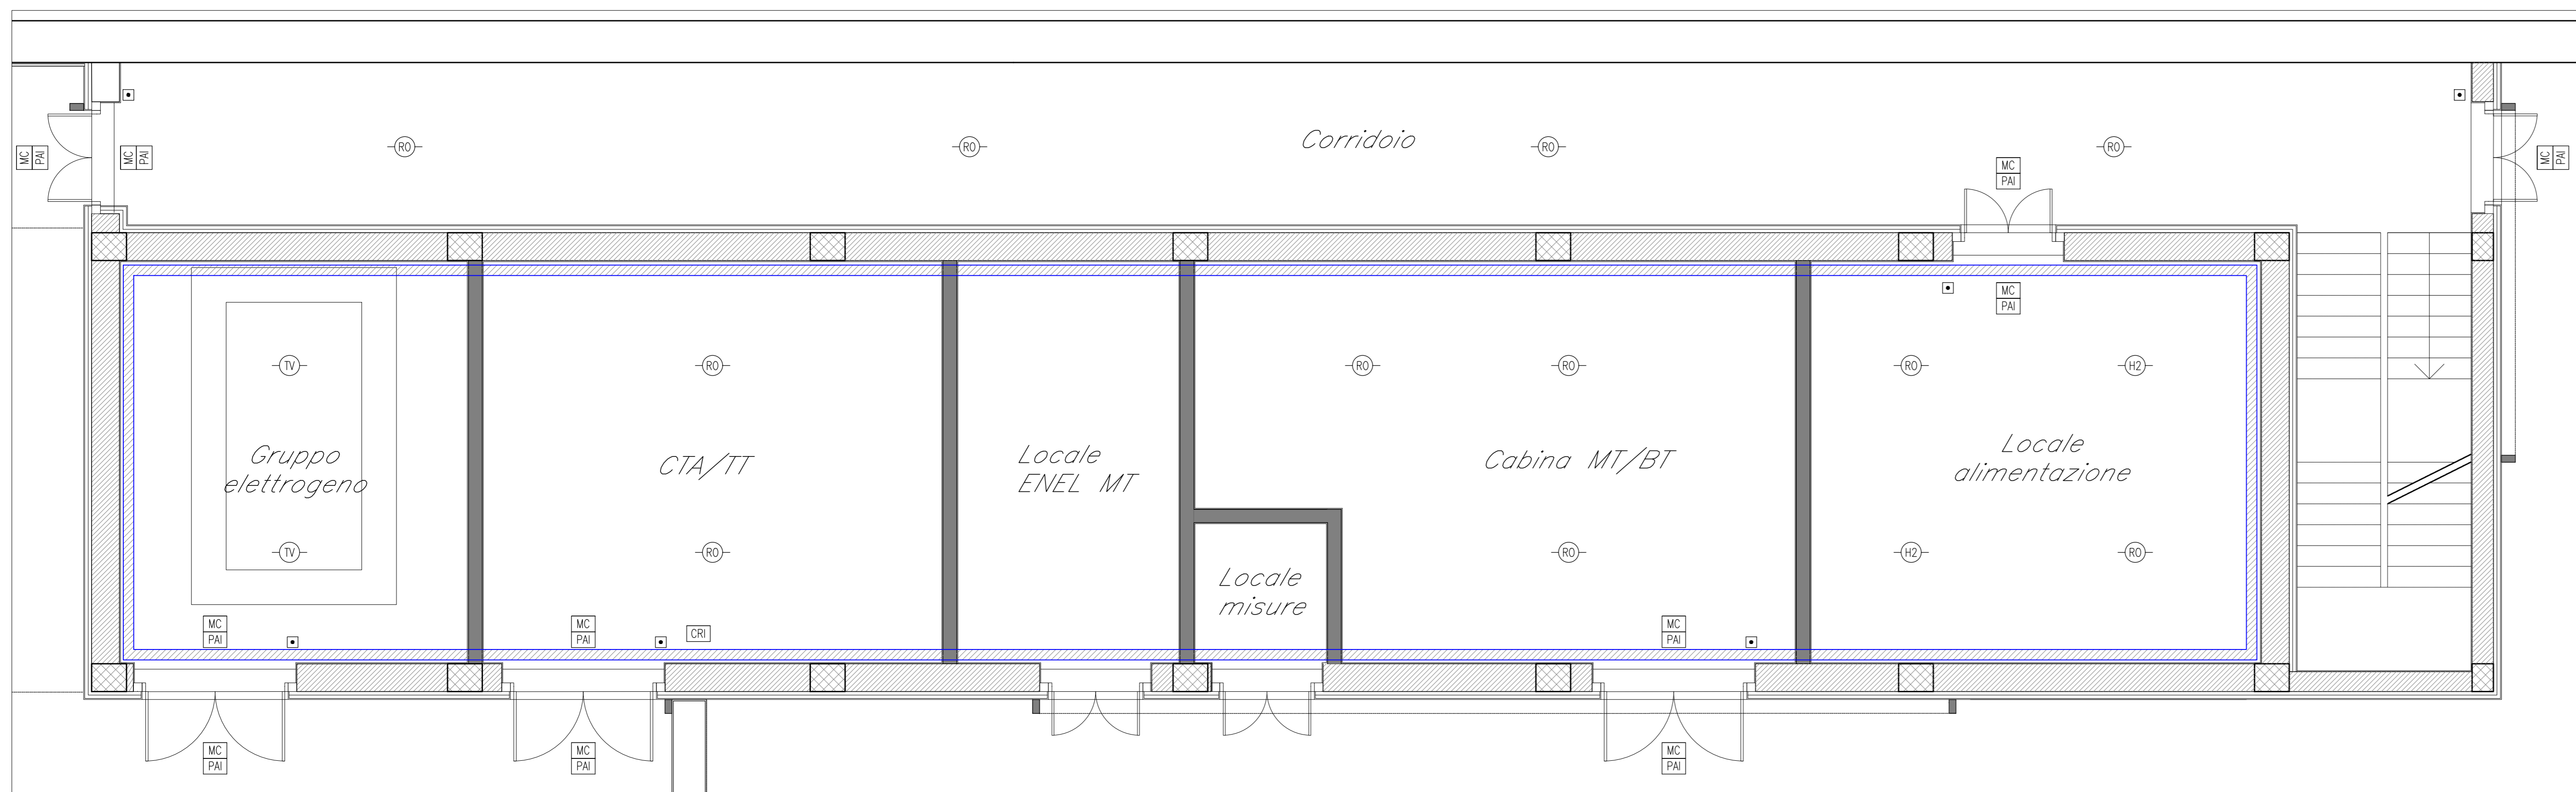 MC
PAI
MC
PAI
RO
RO
Corridoio
RO
MC
PAI
RO
MC
PAI
MC
PAI
TV
RO
RO
RO
RO
H2
Gruppo
elettrogeno
CTA/TT
Locale
ENEL MT
Cabina MT/BT
Locale
alimentazione
TV
RO
RO
H2
RO
Locale
misure
MC
PAI
MC
PAI
CRI
MC
PAI
MC
PAI
MC
PAI
MC
PAI